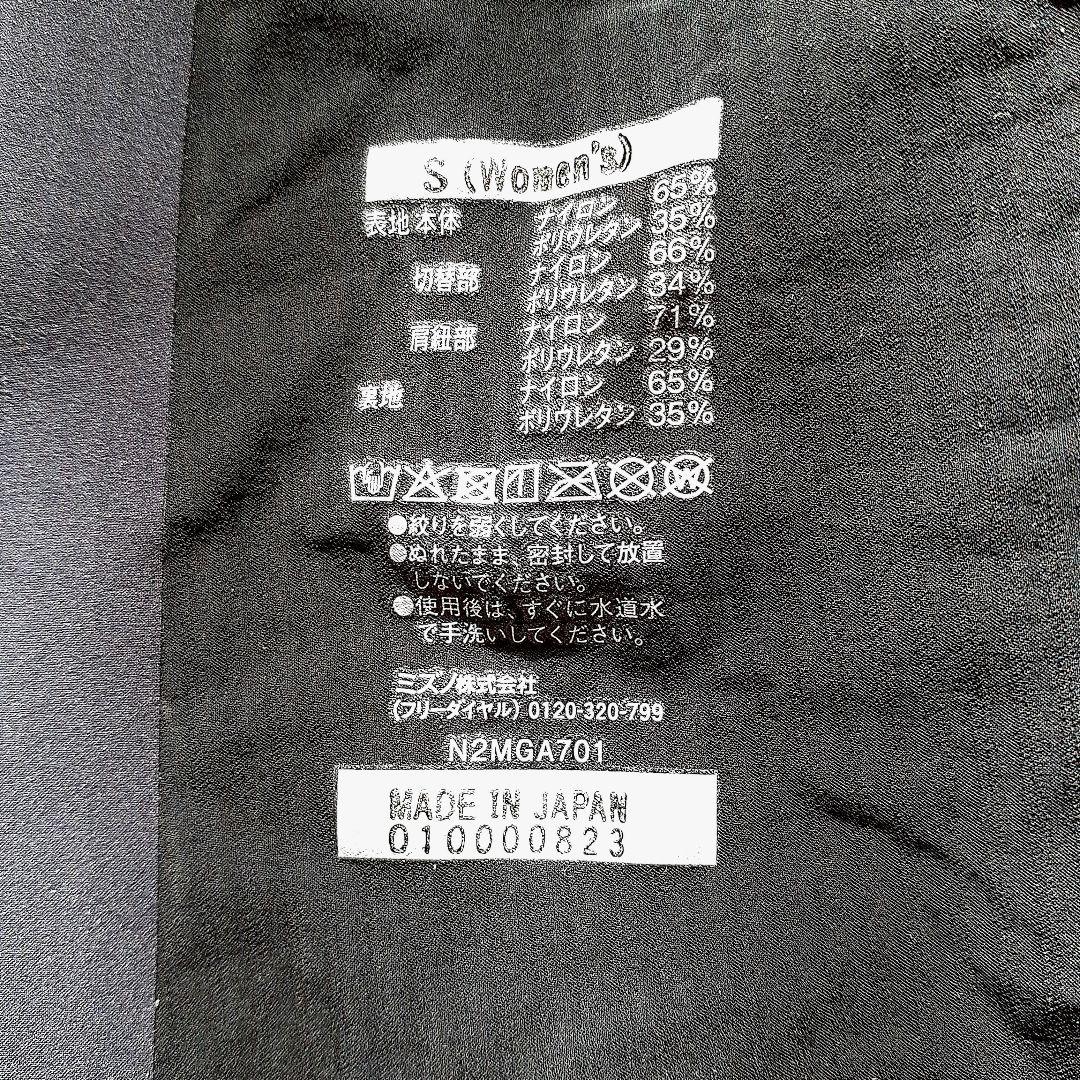 S (Women's)
表地 本体 ナイロン 65%
ポリウレタン 35%
切替部 ナイロン 66%
ポリウレタン 34%
肩紐部 ナイロン 71%
ポリウレタン 29%
裏地 ナイロン 65%
ポリウレタン 35%
●絞りを弱くしてください。
●ぬれたまま、密封して放置
しないでください。
●使用後は、すぐに水道水
で手洗いしてください。
ミズノ株式会社
(フリーダイヤル) 0120-320-799
N2MGA701
MADE IN JAPAN
010000823